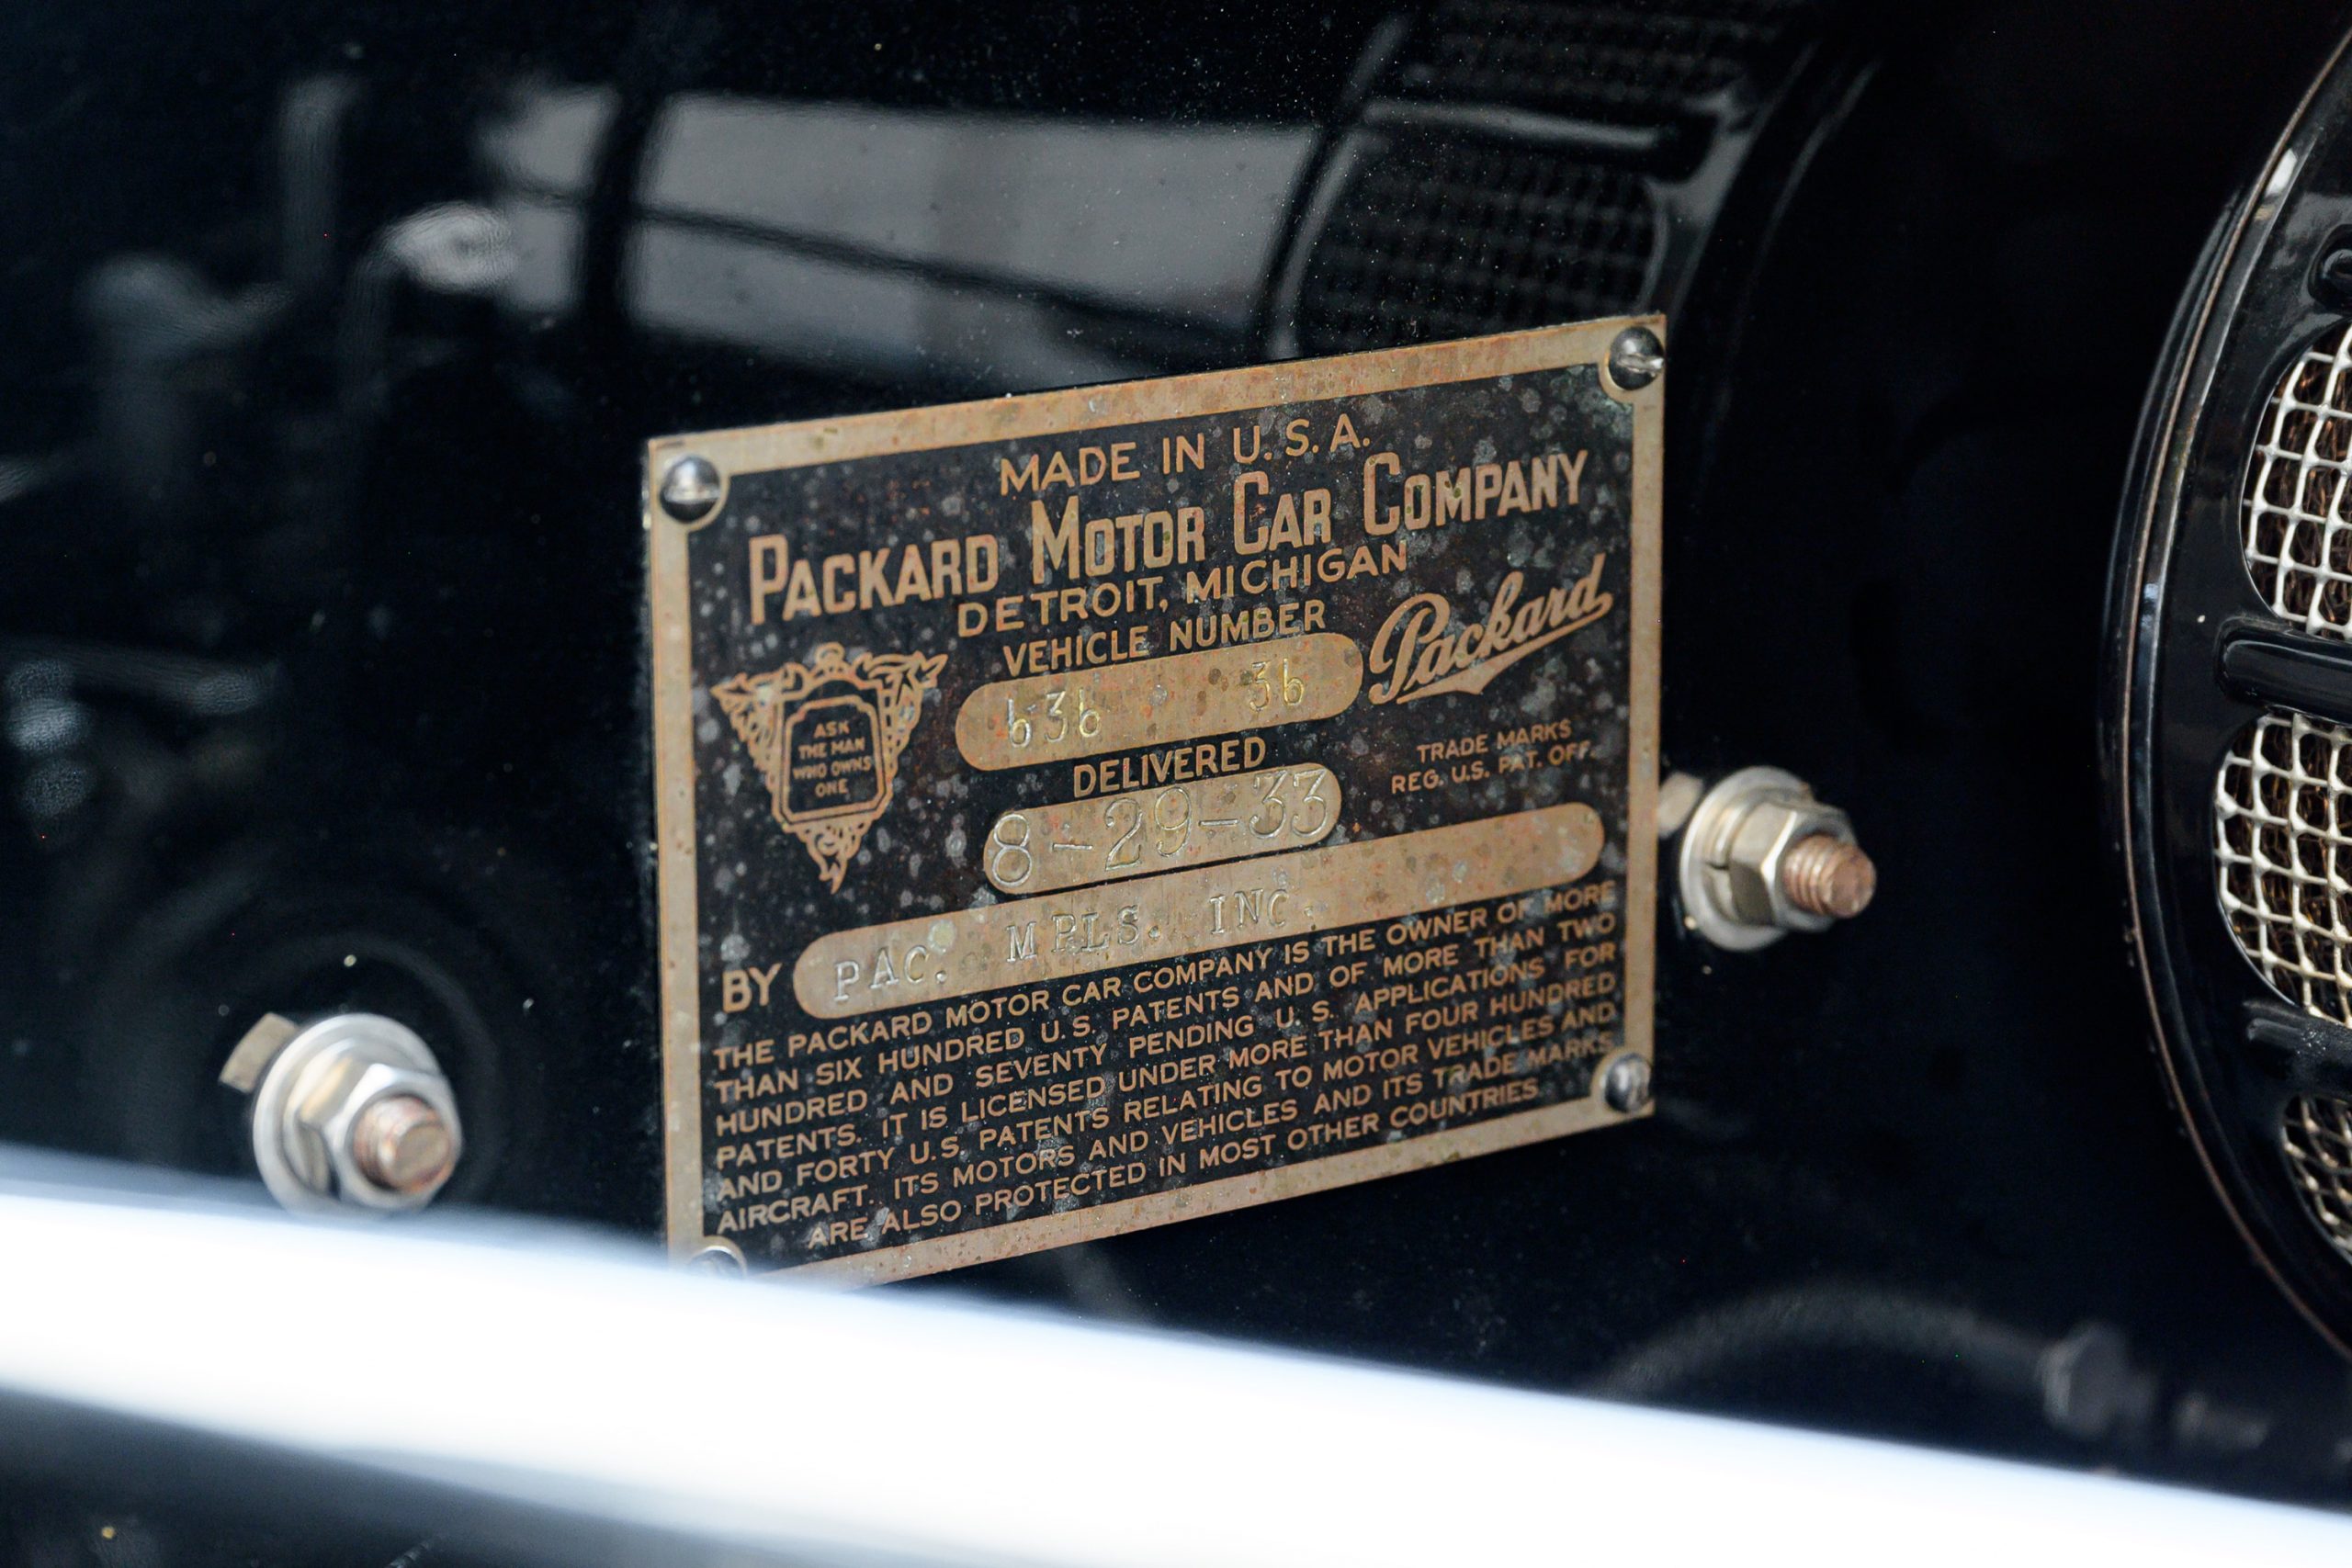 MADE IN U.S.A.
PACKARD MOTOR CAR COMPANY
DETROIT, MICHIGAN
VEHICLE NUMBER
636 36
Packard
ASK
THE MAN
WHO OWNS
ONE
DELIVERED
8-29-33
TRADE MARKS
REG. U.S. PAT. OFF.
BY PAC. MPLS. INC.
THE PACKARD MOTOR CAR COMPANY IS THE OWNER OF MORE
THAN SIX HUNDRED U.S. PATENTS AND OF MORE THAN TWO
HUNDRED AND SEVENTY PENDING U.S. APPLICATIONS FOR
PATENTS. IT IS LICENSED UNDER MORE THAN FOUR HUNDRED
AND FORTY U.S. PATENTS RELATING TO MOTOR VEHICLES AND
AIRCRAFT. ITS MOTORS AND VEHICLES AND ITS TRADE MARKS
ARE ALSO PROTECTED IN MOST OTHER COUNTRIES.